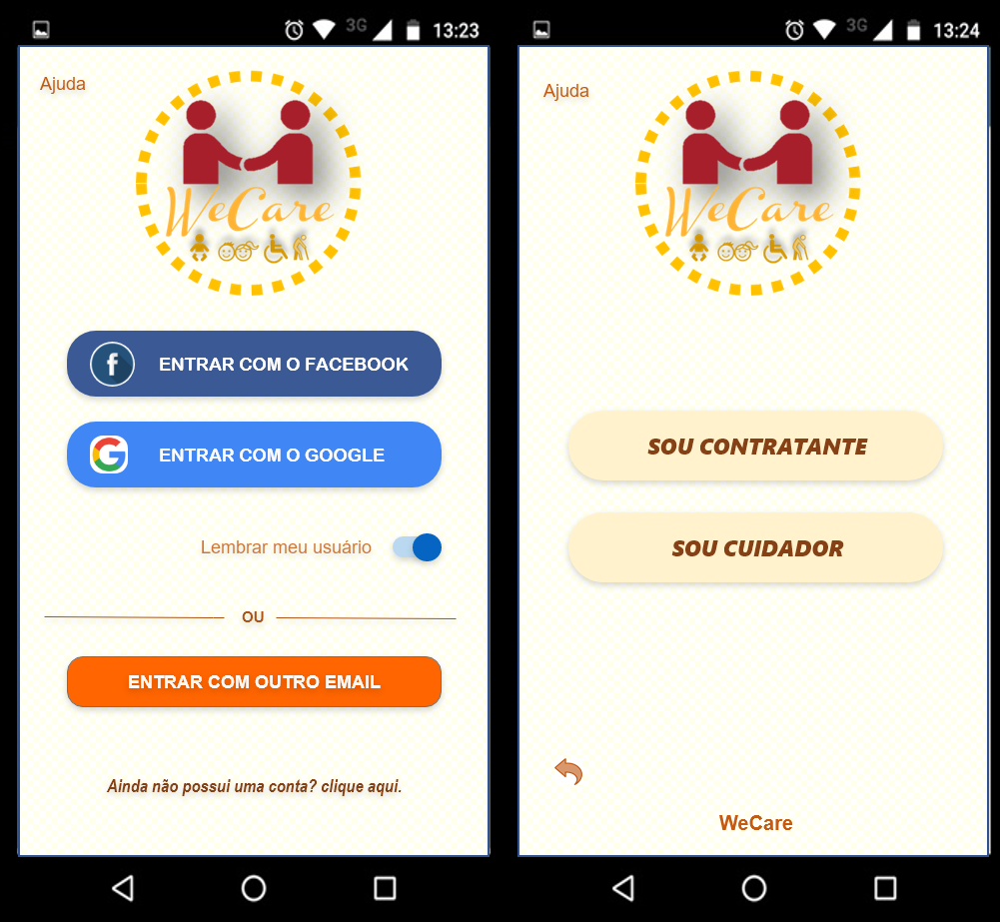 3G 13:23
Ajuda
WeCare
f ENTRAR COM O FACEBOOK
G ENTRAR COM O GOOGLE
Lembrar meu usuário
OU
ENTRAR COM OUTRO EMAIL
Ainda não possui uma conta? clique aqui.
3G 13:24
Ajuda
WeCare
SOU CONTRATANTE
SOU CUIDADOR
WeCare